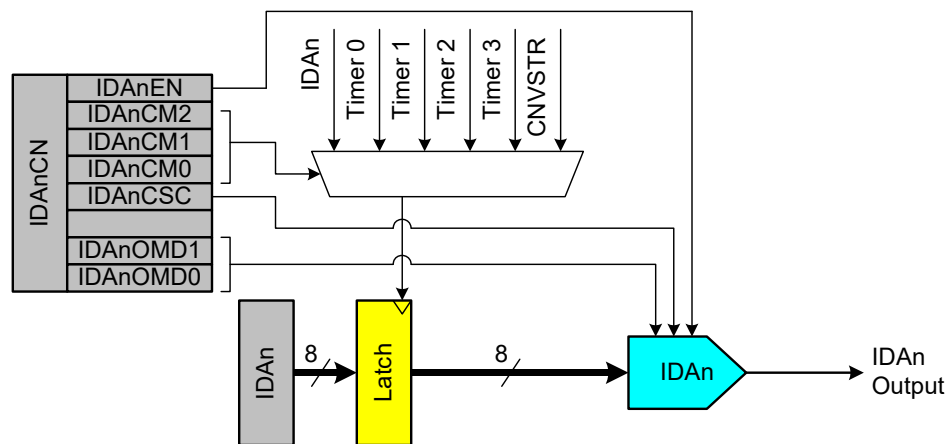 IDAnCN
IDAnEN
IDAnCM2
IDAnCM1
IDAnCM0
IDAnCSC
IDAnOMD1
IDAnOMD0
IDAn
Timer 0
Timer 1
Timer 2
Timer 3
CNVSTR
IDAn
8
Latch
8
IDAn
IDAn
Output